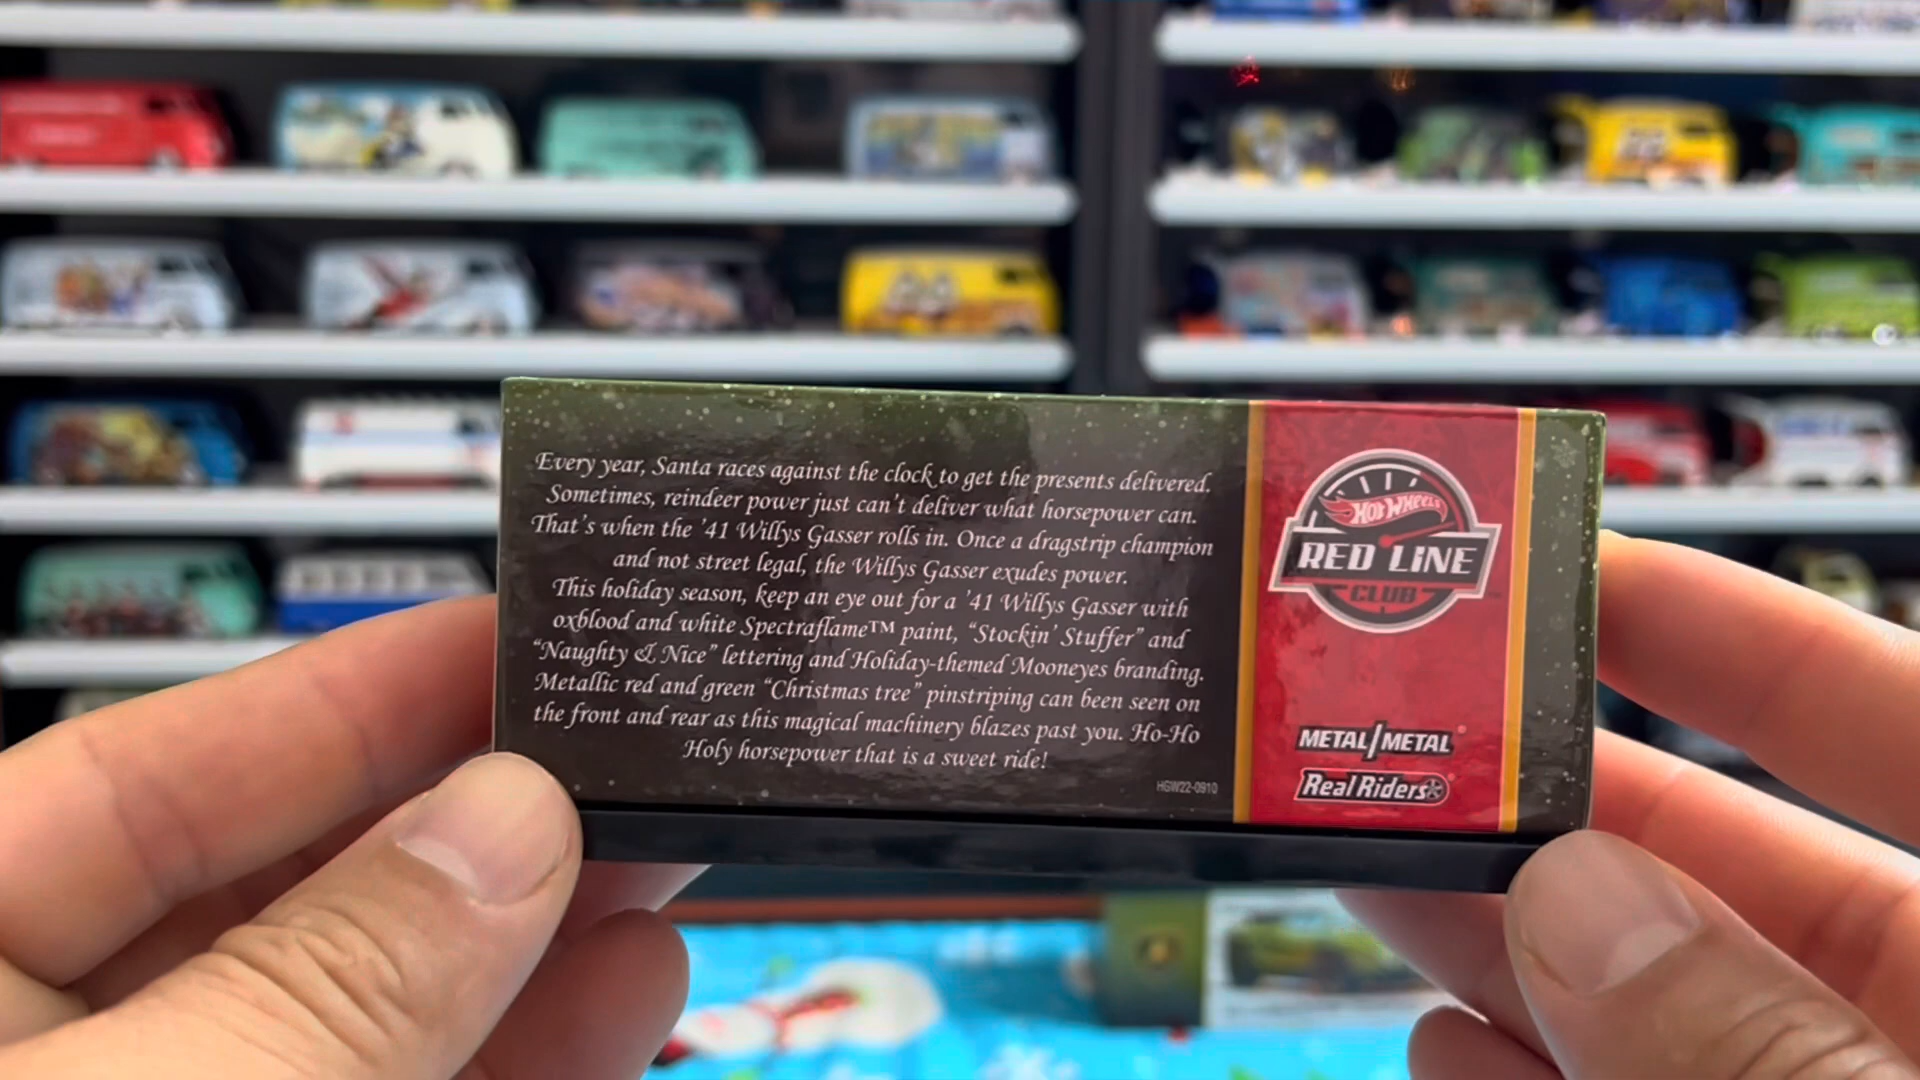 Every year, Santa races against the clock to get the presents delivered.
Sometimes, reindeer power just can't deliver what horsepower can.
That's when the '41 Willys Gasser rolls in. Once a dragstrip champion
and not street legal, the Willys Gasser exudes power.
This holiday season, keep an eye out for a '41 Willys Gasser with
oxblood and white Spectraflame™ paint, “Stockin' Stuffer” and
“Naughty & Nice” lettering and Holiday-themed Mooneyes branding.
Metallic red and green “Christmas tree” pinstriping can be seen on
the front and rear as this magical machinery blazes past you. Ho-Ho
Holy horsepower that is a sweet ride!
HGW22-0910
HOT WHEELS
RED LINE
CLUB™
METAL/METAL®
Real Riders®